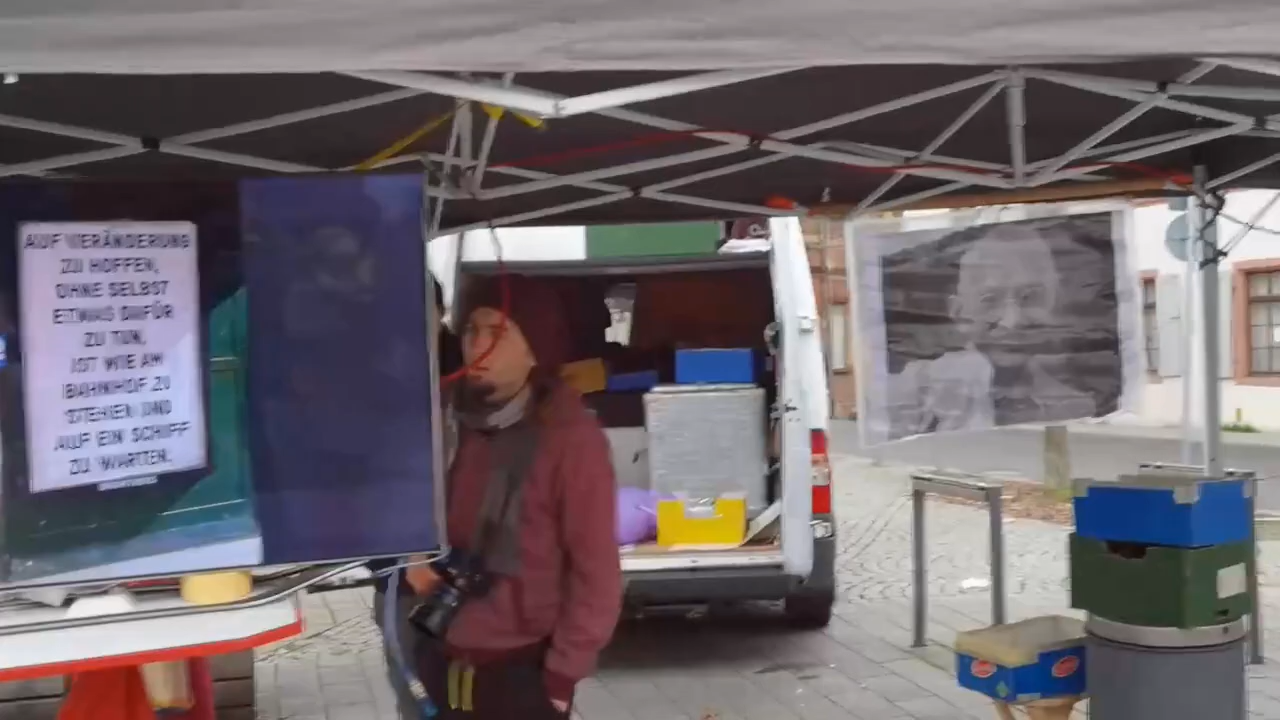 AUF VERÄNDERUNG
ZU HOFFEN,
OHNE SELBST
ETWAS DAFÜR
ZU TUN,
IST WIE AM
BAHNHOF ZU
STEHEN UND
AUF EIN SCHIFF
ZU WARTEN.